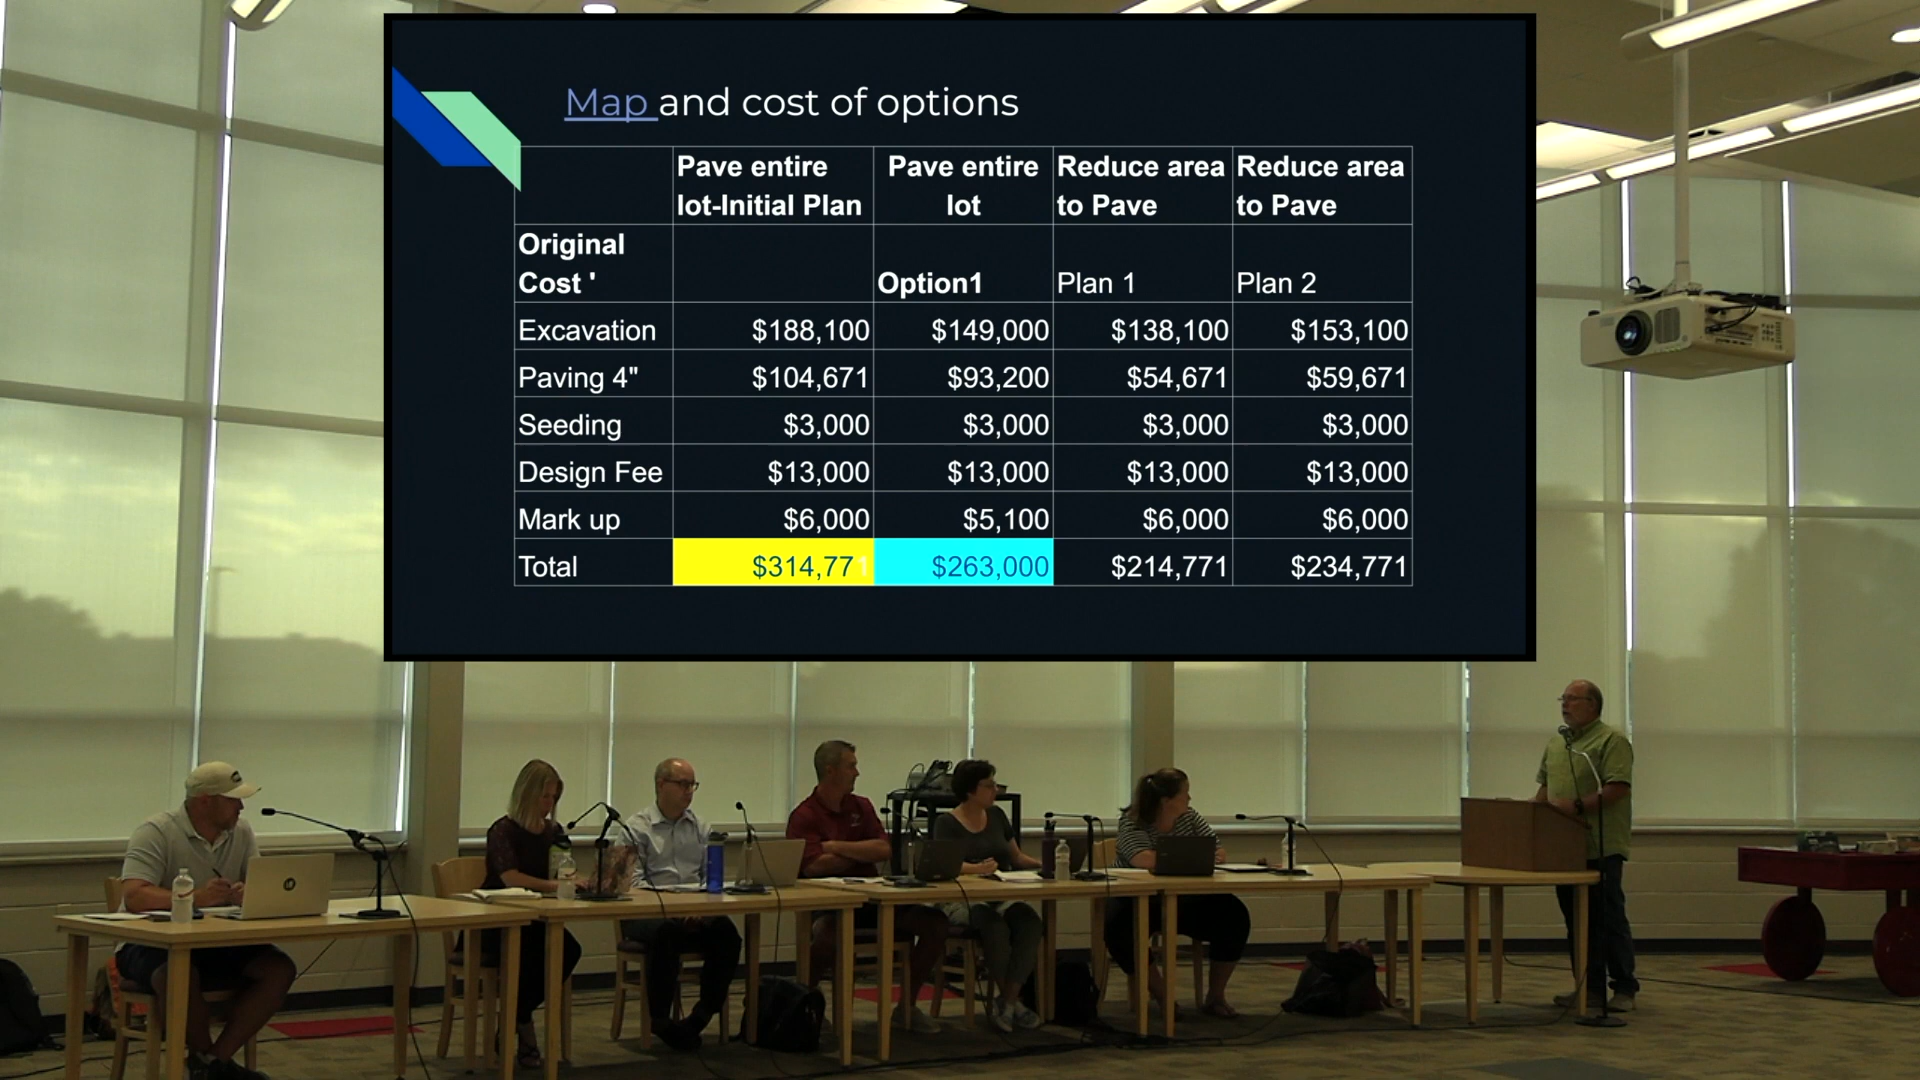 Map and cost of options
Pave entire lot-Initial Plan Pave entire lot Reduce area to Pave Reduce area to Pave
Original Cost ' Option1 Plan 1 Plan 2
Excavation $188,100 $149,000 $138,100 $153,100
Paving 4" $104,671 $93,200 $54,671 $59,671
Seeding $3,000 $3,000 $3,000 $3,000
Design Fee $13,000 $13,000 $13,000 $13,000
Mark up $6,000 $5,100 $6,000 $6,000
Total $314,771 $263,000 $214,771 $234,771